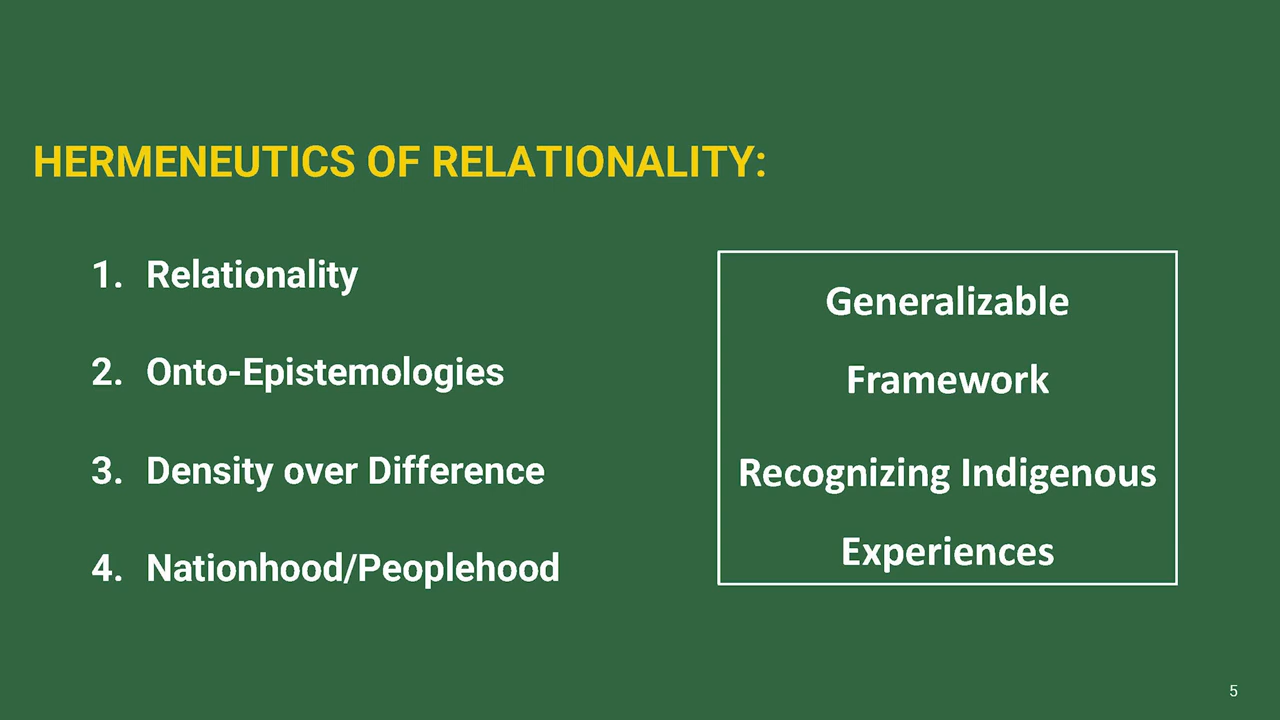 HERMENEUTICS OF RELATIONALITY:
1. Relationality
2. Onto-Epistemologies
3. Density over Difference
4. Nationhood/Peoplehood
Generalizable
Framework
Recognizing Indigenous
Experiences
5